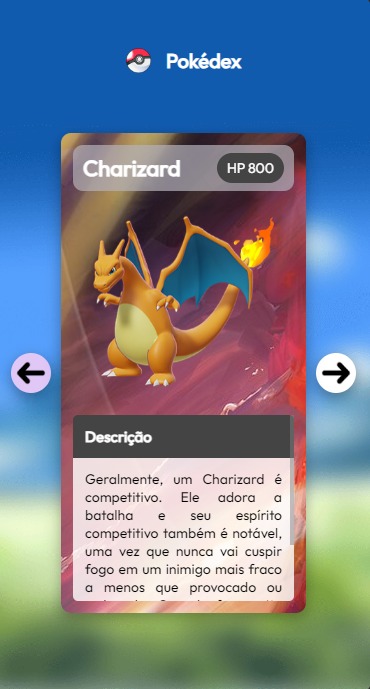 Pokédex
Charizard
HP 800
Descrição
Geralmente, um Charizard é
competitivo. Ele adora a
batalha e seu espírito
competitivo também é notável,
uma vez que nunca vai cuspir
fogo em um inimigo mais fraco
a menos que provocado ou